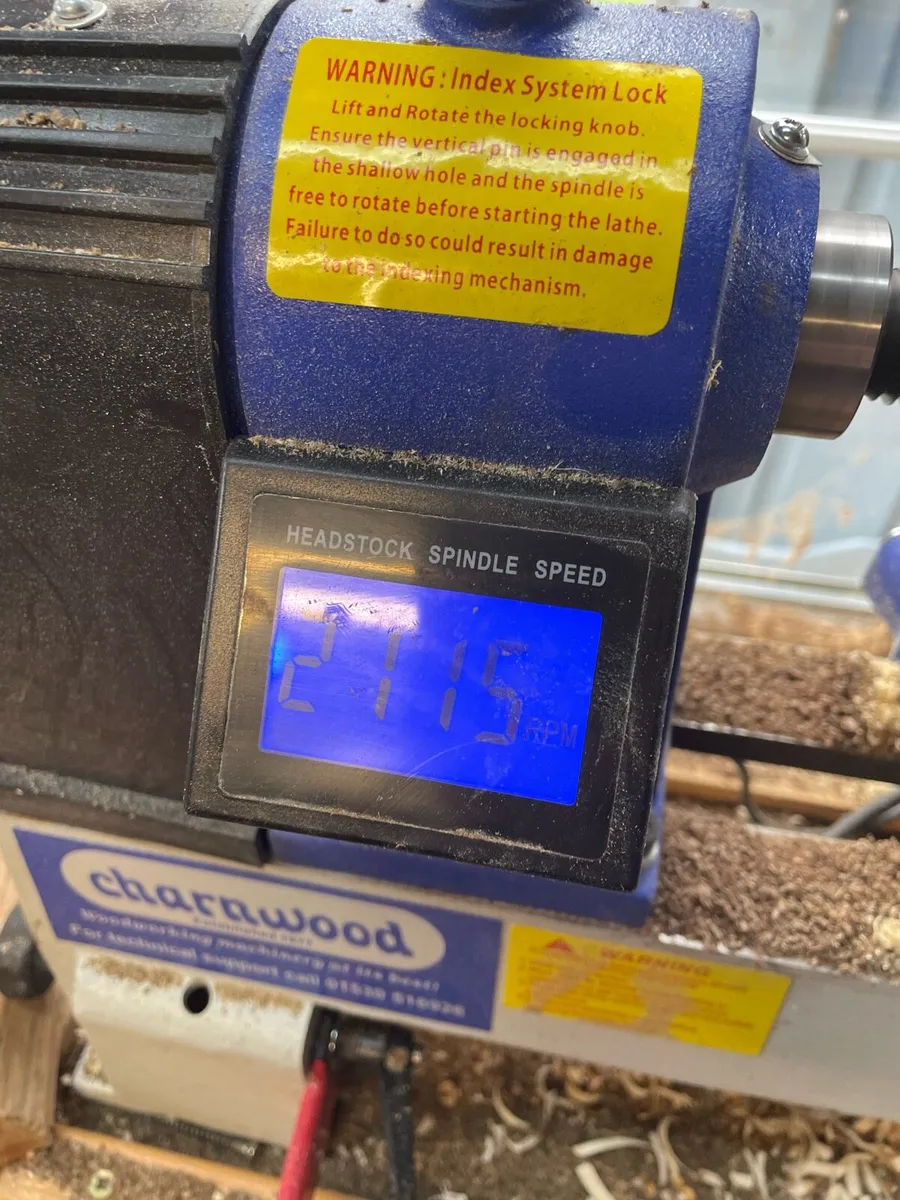 WARNING : Index System Lock
Lift and Rotate the locking knob.
Ensure the vertical pin is engaged in
the shallow hole and the spindle is
free to rotate before starting the lathe.
Failure to do so could result in damage
to the indexing mechanism.
HEADSTOCK SPINDLE SPEED
2115 RPM
charnwood
Woodworking machinery at its best!
For technical support call 01530 516926
WARNING